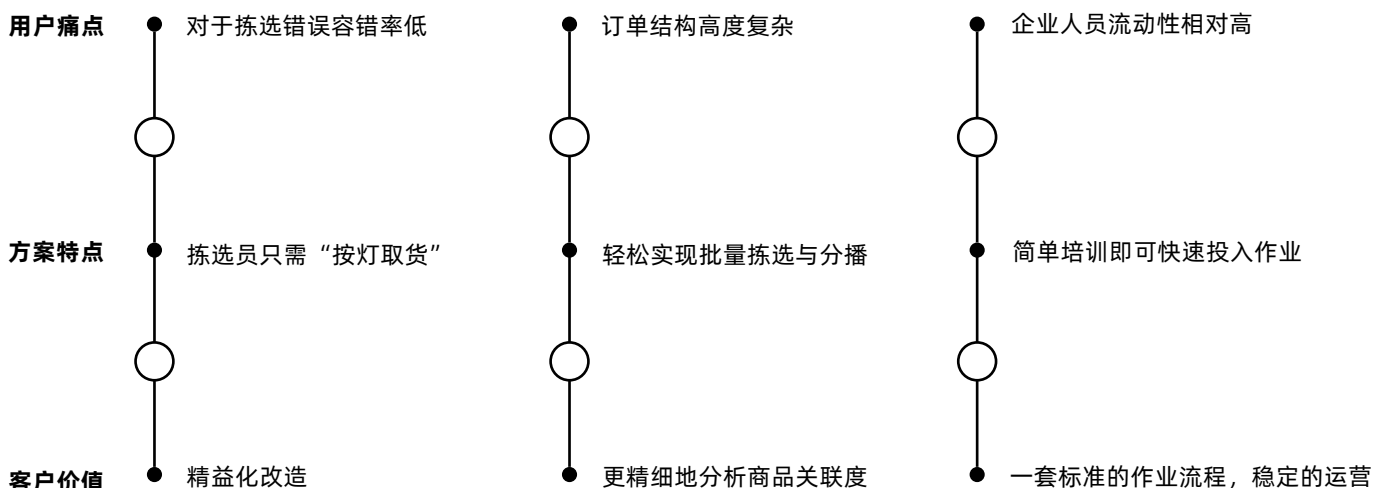 用户痛点 对于拣选错误容错率低 订单结构高度复杂 企业人员流动性相对高
方案特点 拣选员只需“按灯取货” 轻松实现批量拣选与分播 简单培训即可快速投入作业
客户价值 精益化改造 更精细地分析商品关联度 一套标准的作业流程，稳定的运营